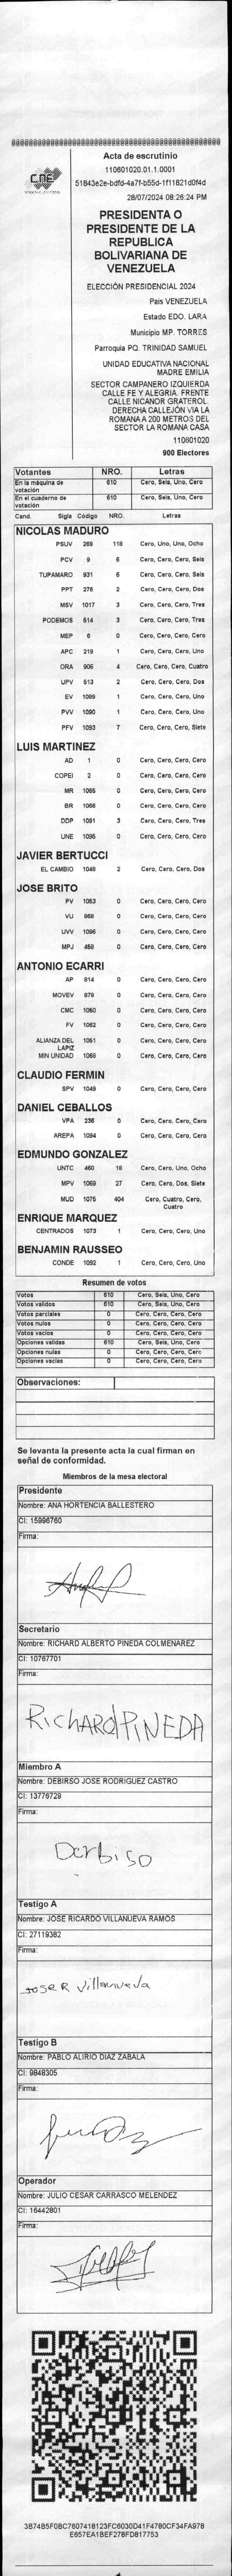 CNE
Acta de escrutinio
110601020.01.1.0001
51843e2e-bdfd-4a7f-b55d-1f11821d0f4d
28/07/2024 08:26:24 PM
PRESIDENTA O
PRESIDENTE DE LA
REPUBLICA
BOLIVARIANA DE
VENEZUELA
ELECCIÓN PRESIDENCIAL 2024
País VENEZUELA
Estado EDO. LARA
Municipio MP. TORRES
Parroquia PQ. TRINIDAD SAMUEL
UNIDAD EDUCATIVA NACIONAL
MADRE EMILIA
SECTOR CAMPANERO IZQUIERDA
CALLE FE Y ALEGRIA. FRENTE
CALLE NICANOR GRATEROL.
DERECHA CALLEJÓN VIA LA
ROMANA A 200 METROS DEL
SECTOR LA ROMANA CASA
110601020
900 Electores
Votantes NRO. Letras
En la máquina de votación 610 Cero, Seis, Uno, Cero
En el cuaderno de votación 610 Cero, Seis, Uno, Cero
Cand. Sigla Código NRO. Letras
NICOLAS MADURO
PSUV 269 118 Cero, Uno, Uno, Ocho
PCV 9 6 Cero, Cero, Cero, Seis
TUPAMARO 931 6 Cero, Cero, Cero, Seis
PPT 276 2 Cero, Cero, Cero, Dos
MSV 1017 3 Cero, Cero, Cero, Tres
PODEMOS 514 3 Cero, Cero, Cero, Tres
MEP 6 0 Cero, Cero, Cero, Cero
APC 219 1 Cero, Cero, Cero, Uno
ORA 906 4 Cero, Cero, Cero, Cuatro
UPV 513 2 Cero, Cero, Cero, Dos
EV 1089 1 Cero, Cero, Cero, Uno
PVV 1090 1 Cero, Cero, Cero, Uno
PFV 1093 7 Cero, Cero, Cero, Siete
LUIS MARTINEZ
AD 1 0 Cero, Cero, Cero, Cero
COPEI 2 0 Cero, Cero, Cero, Cero
MR 1065 0 Cero, Cero, Cero, Cero
BR 1066 0 Cero, Cero, Cero, Cero
DDP 1091 3 Cero, Cero, Cero, Tres
UNE 1095 0 Cero, Cero, Cero, Cero
JAVIER BERTUCCI
EL CAMBIO 1048 2 Cero, Cero, Cero, Dos
JOSE BRITO
PV 1053 0 Cero, Cero, Cero, Cero
VU 868 0 Cero, Cero, Cero, Cero
UVV 1096 0 Cero, Cero, Cero, Cero
MPJ 458 0 Cero, Cero, Cero, Cero
ANTONIO ECARRI
AP 814 0 Cero, Cero, Cero, Cero
MOVEV 878 0 Cero, Cero, Cero, Cero
CMC 1050 0 Cero, Cero, Cero, Cero
FV 1062 0 Cero, Cero, Cero, Cero
ALIANZA DEL LAPIZ 1051 0 Cero, Cero, Cero, Cero
MIN UNIDAD 1068 0 Cero, Cero, Cero, Cero
CLAUDIO FERMIN
SPV 1049 0 Cero, Cero, Cero, Cero
DANIEL CEBALLOS
VPA 236 0 Cero, Cero, Cero, Cero
AREPA 1094 0 Cero, Cero, Cero, Cero
EDMUNDO GONZALEZ
UNTC 460 18 Cero, Cero, Uno, Ocho
MPV 1069 27 Cero, Cero, Dos, Siete
MUD 1075 404 Cero, Cuatro, Cero, Cuatro
ENRIQUE MARQUEZ
CENTRADOS 1073 1 Cero, Cero, Cero, Uno
BENJAMIN RAUSSEO
CONDE 1092 1 Cero, Cero, Cero, Uno
Resumen de votos
Votos 610 Cero, Seis, Uno, Cero
Votos validos 610 Cero, Seis, Uno, Cero
Votos parciales 0 Cero, Cero, Cero, Cero
Votos nulos 0 Cero, Cero, Cero, Cero
Votos vacios 0 Cero, Cero, Cero, Cero
Opciones validas 610 Cero, Seis, Uno, Cero
Opciones nulas 0 Cero, Cero, Cero, Cero
Opciones vacias 0 Cero, Cero, Cero, Cero
Observaciones:
Se levanta la presente acta la cual firman en
señal de conformidad.
Miembros de la mesa electoral
Presidente
Nombre: ANA HORTENCIA BALLESTERO
CI: 15996760
Firma:
Secretario
Nombre: RICHARD ALBERTO PINEDA COLMENAREZ
CI: 10767701
Firma:
RichARD PINEDA
Miembro A
Nombre: DEBIRSO JOSE RODRIGUEZ CASTRO
CI: 13776729
Firma:
Derbiso
Testigo A
Nombre: JOSE RICARDO VILLANUEVA RAMOS
CI: 27119382
Firma:
JOSE R Villanueva
Testigo B
Nombre: PABLO ALIRIO DIAZ ZABALA
CI: 9848305
Firma:
Operador
Nombre: JULIO CESAR CARRASCO MELENDEZ
CI: 16442801
Firma:
3B74B5F0BC7607418123FC6030D41F4780CF34FA978
E657EA1BEF278FD817753